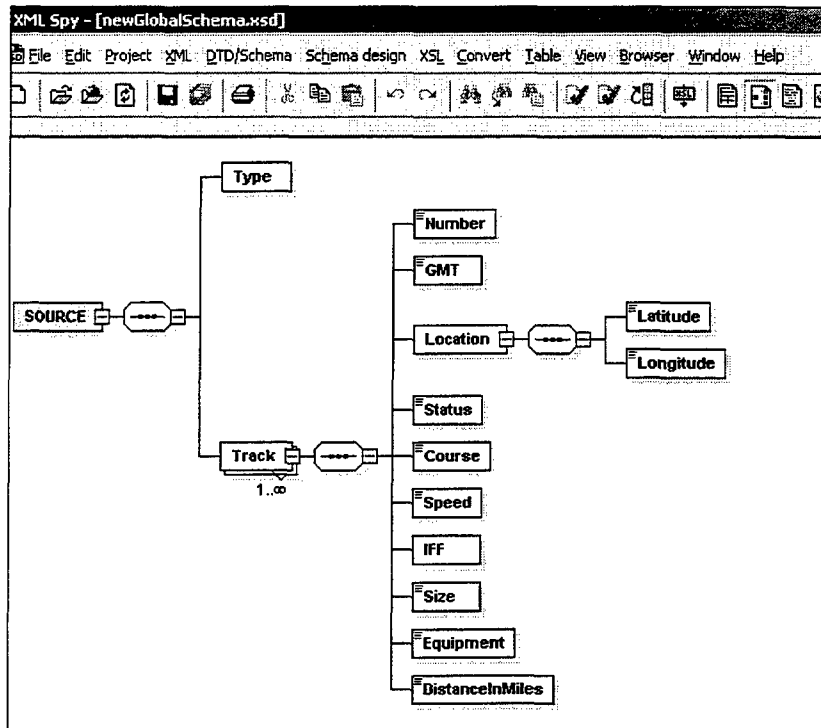 XML Spy - [newGlobalSchema.xsd]
File Edit Project XML DTD/Schema Schema design XSL Convert Table View Browser Window Help
Type
Number
GMT
SOURCE
Location
Latitude
Longitude
Status
Track
1..∞
Course
Speed
IFF
Size
Equipment
DistanceInMiles